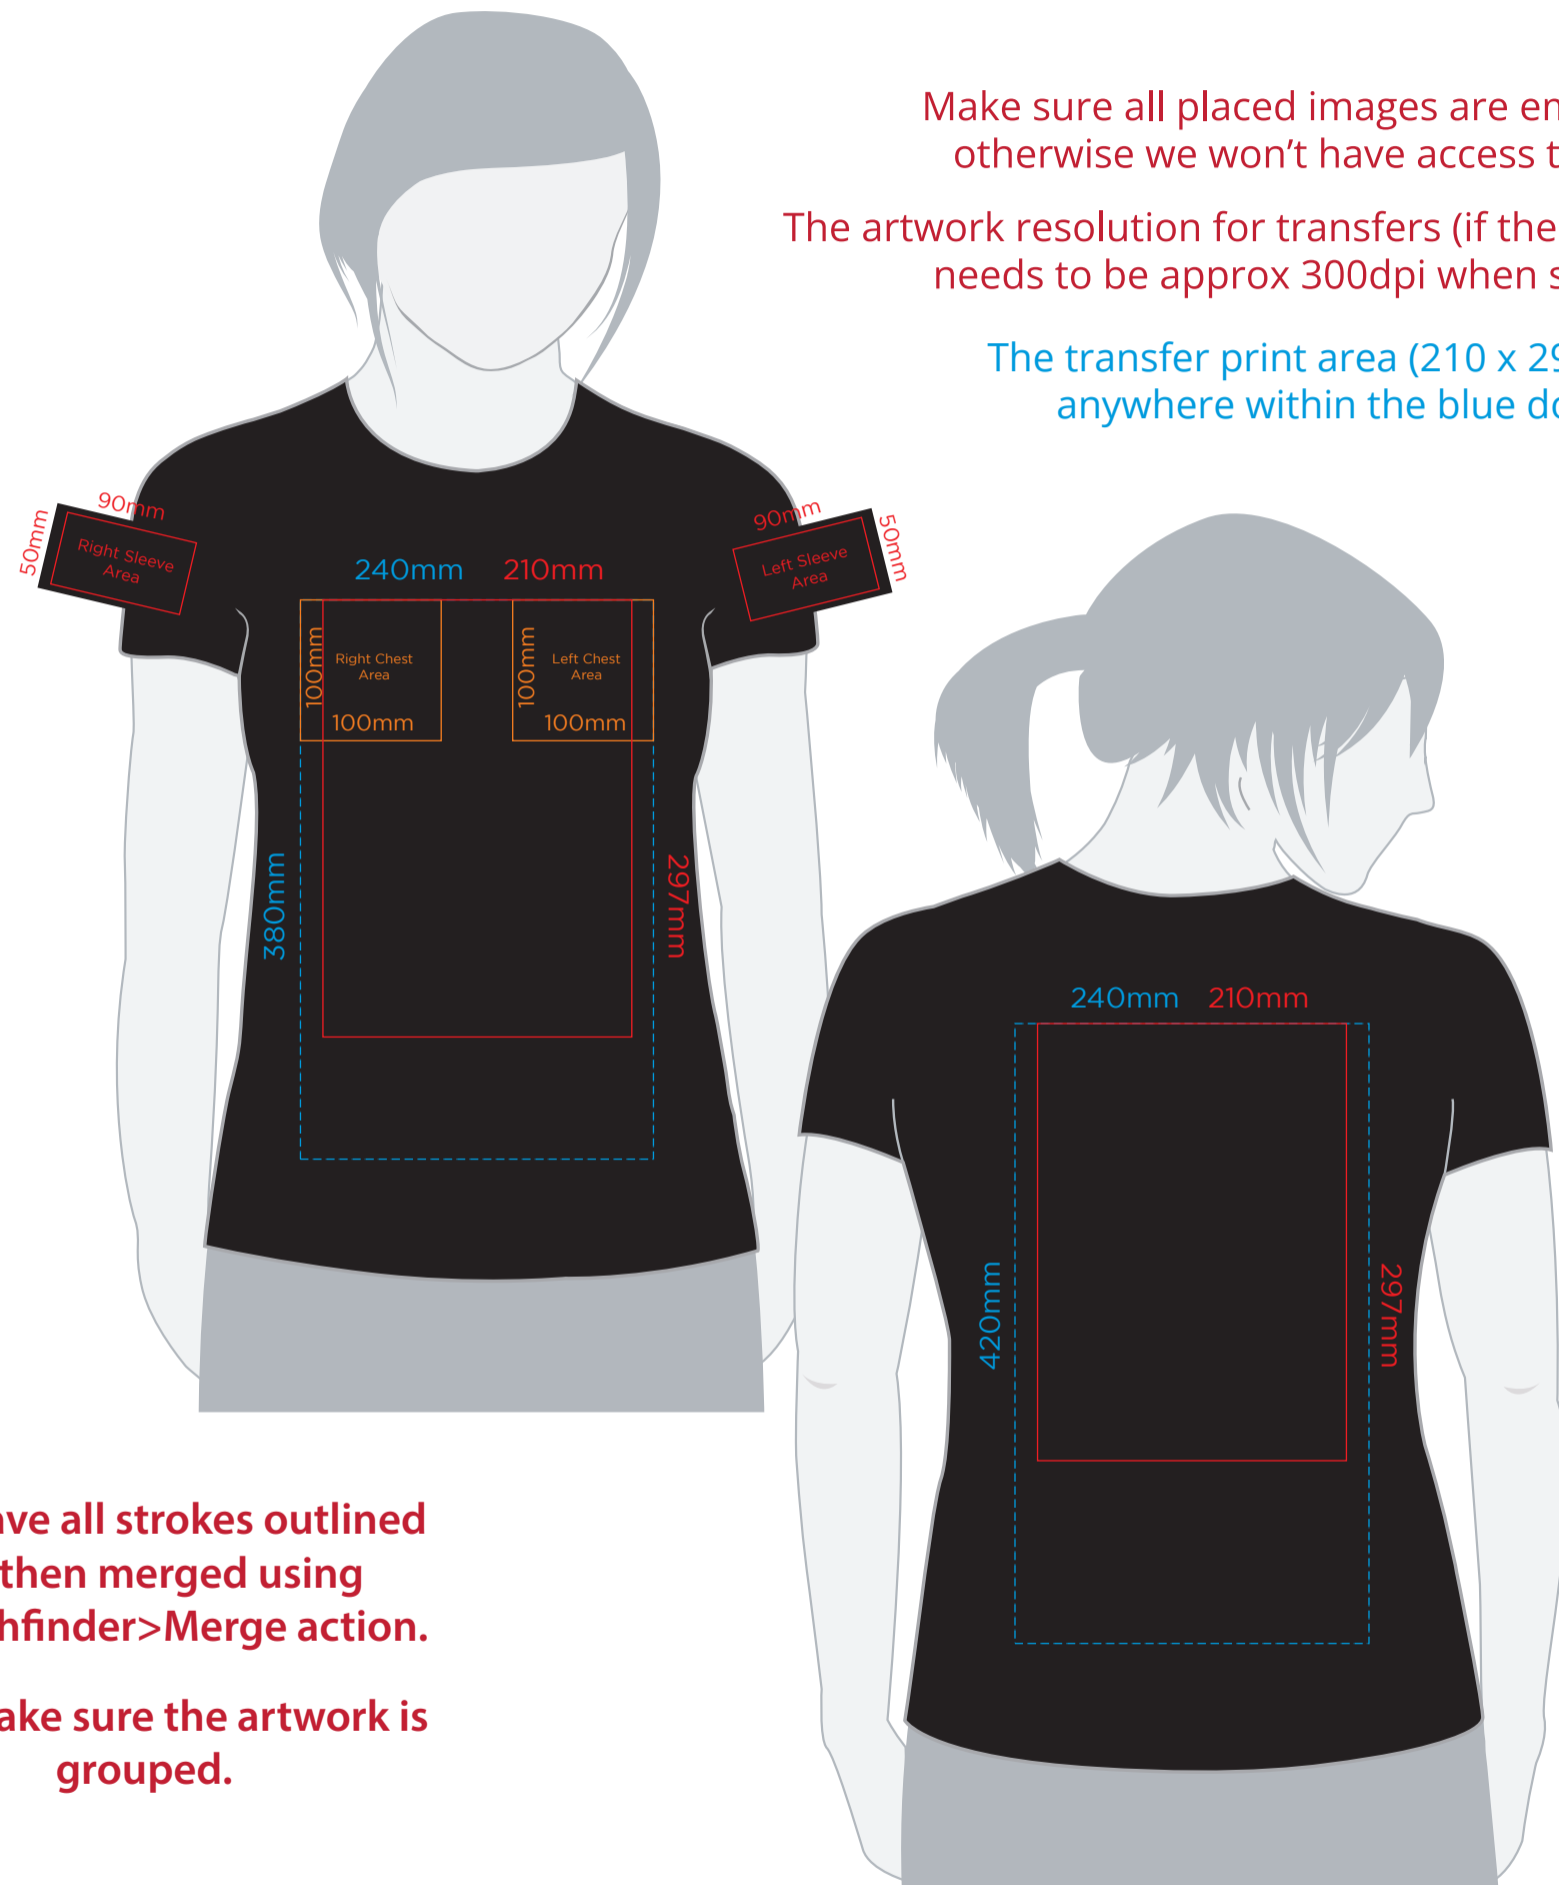 Make sure all placed images are em
otherwise we won't have access t
The artwork resolution for transfers (if the
needs to be approx 300dpi when s
The transfer print area (210 x 29
anywhere within the blue do
90mm
50mm
Right Sleeve
Area
90mm
50mm
Left Sleeve
Area
240mm 210mm
100mm
Right Chest
Area
100mm
100mm
Left Chest
Area
100mm
380mm
297mm
240mm 210mm
420mm
297mm
ave all strokes outlined
then merged using
hfinder>Merge action.
ake sure the artwork is
grouped.